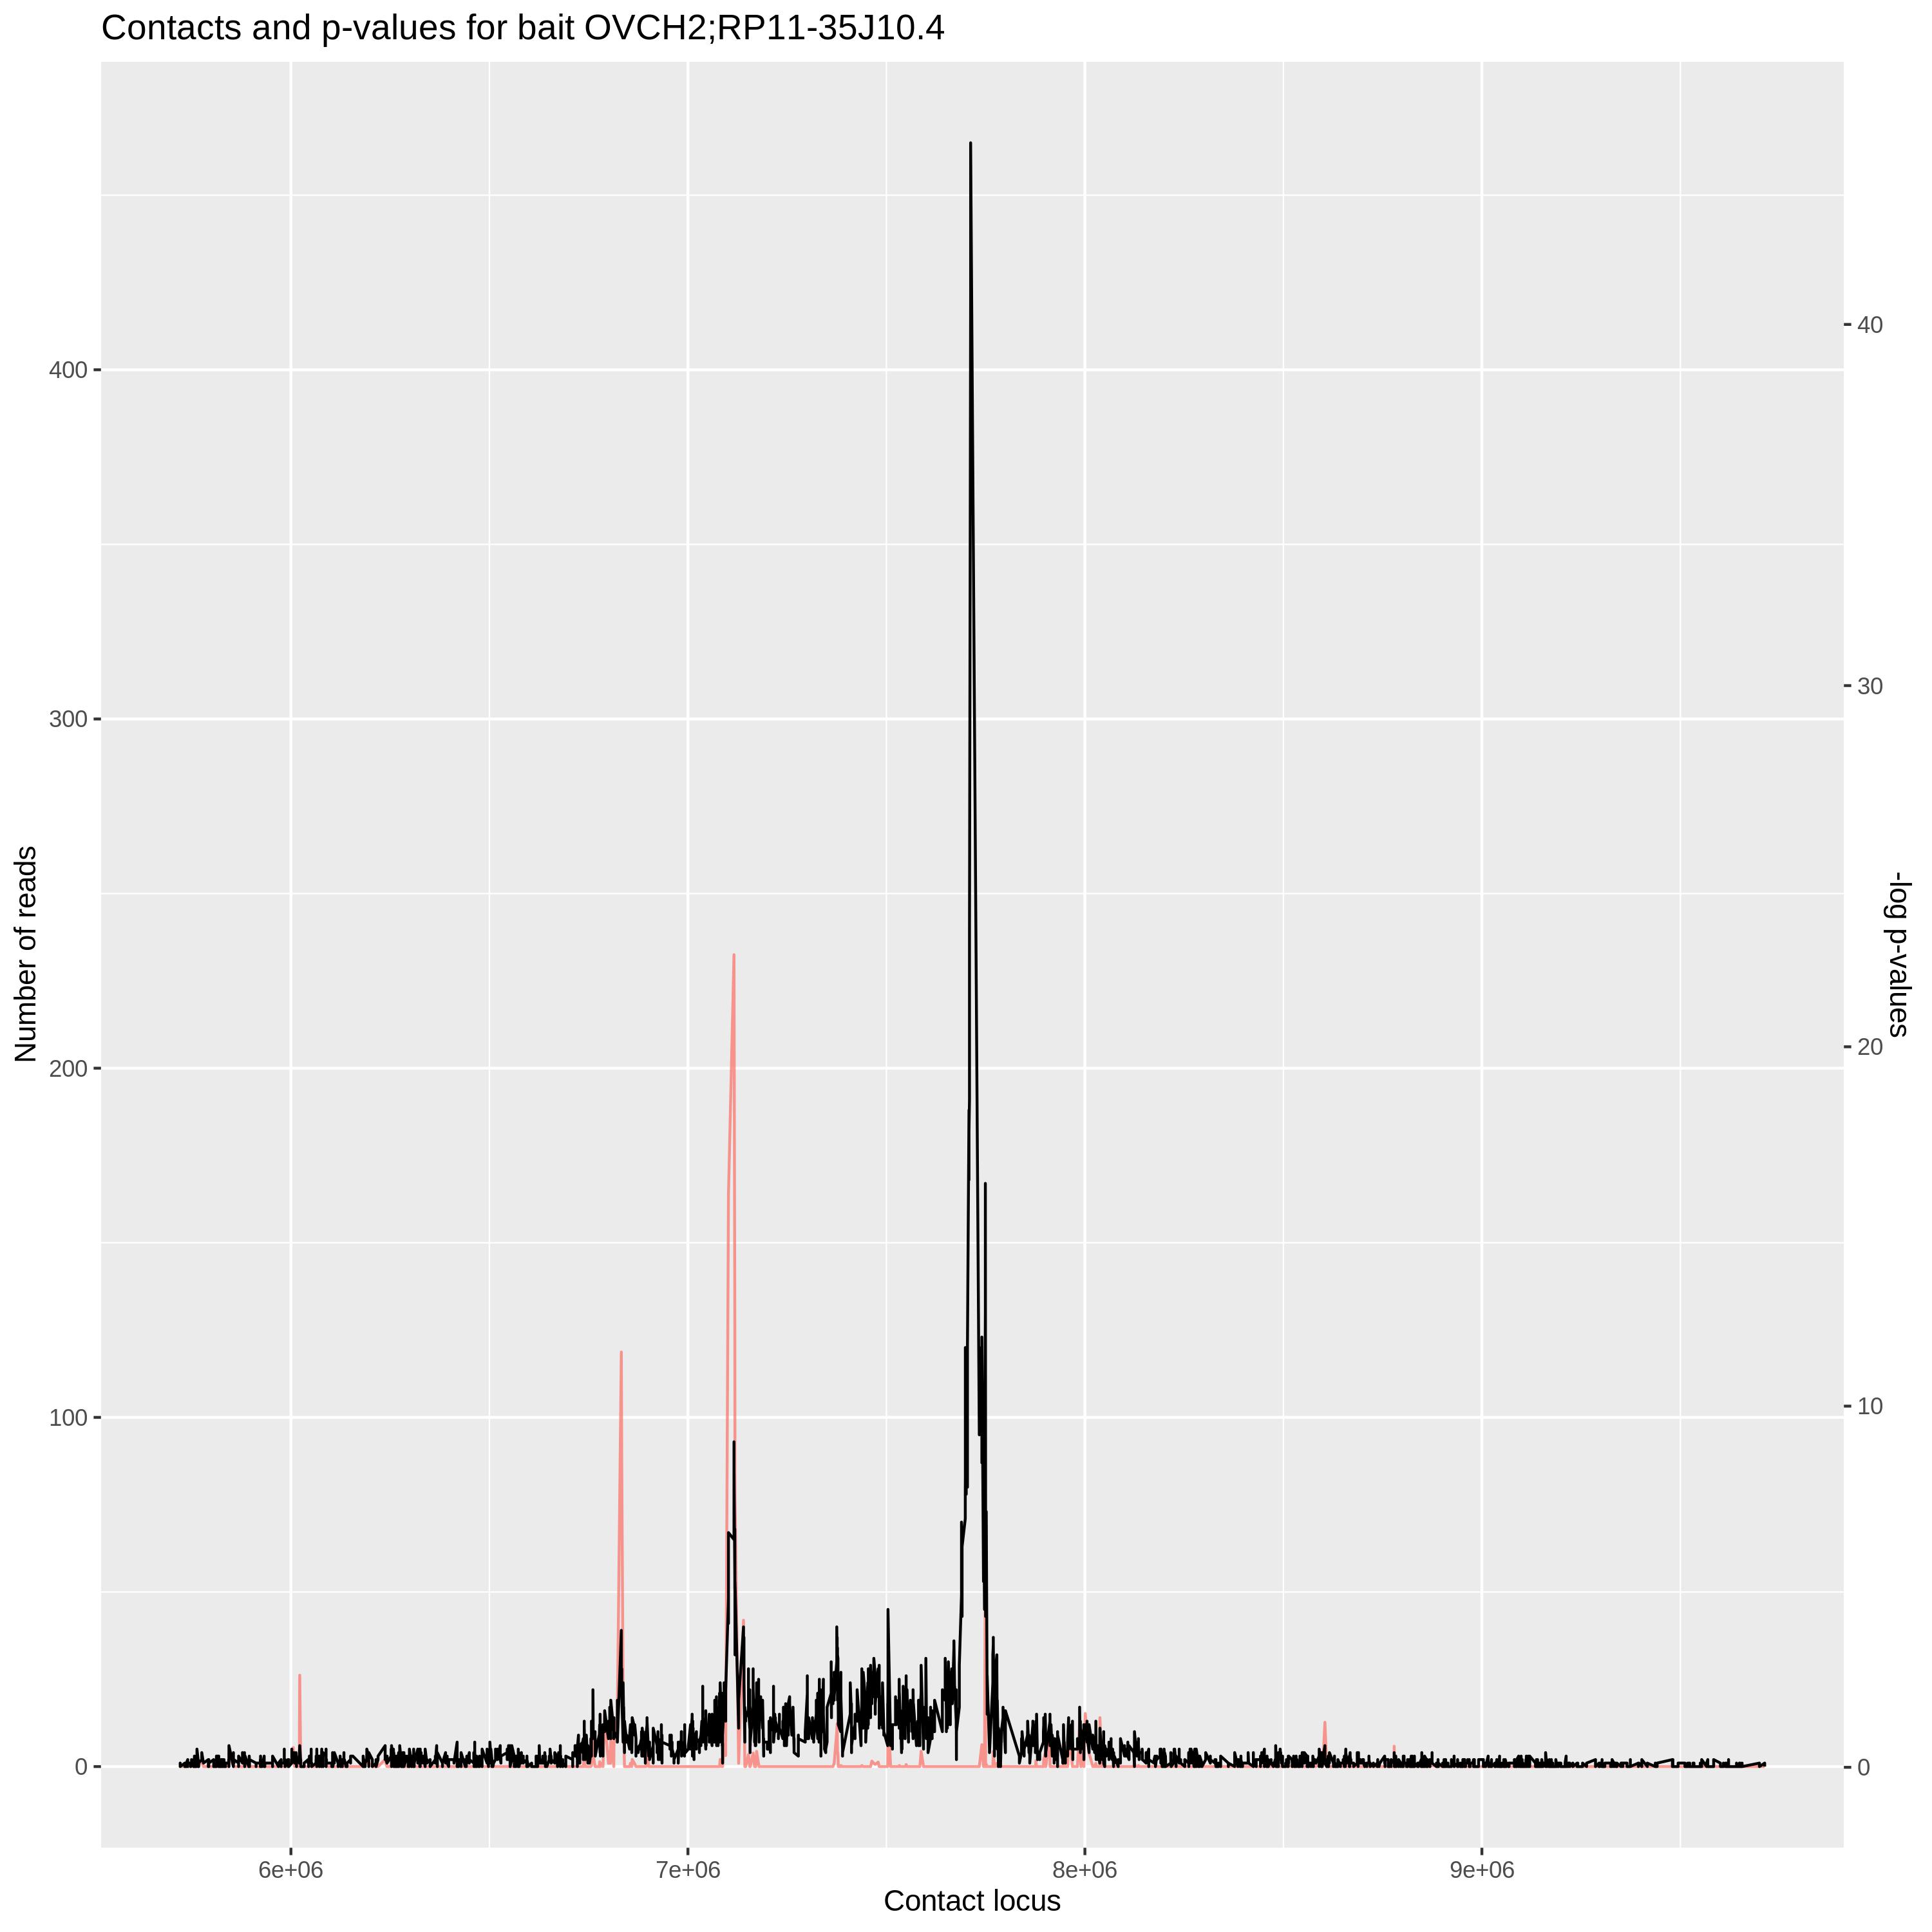 Contacts and p-values for bait OVCH2;RP11-35J10.4
Number of reads
400
300
200
100
0
40
30
20
10
0
-log p-values
6e+06 7e+06 8e+06 9e+06
Contact locus